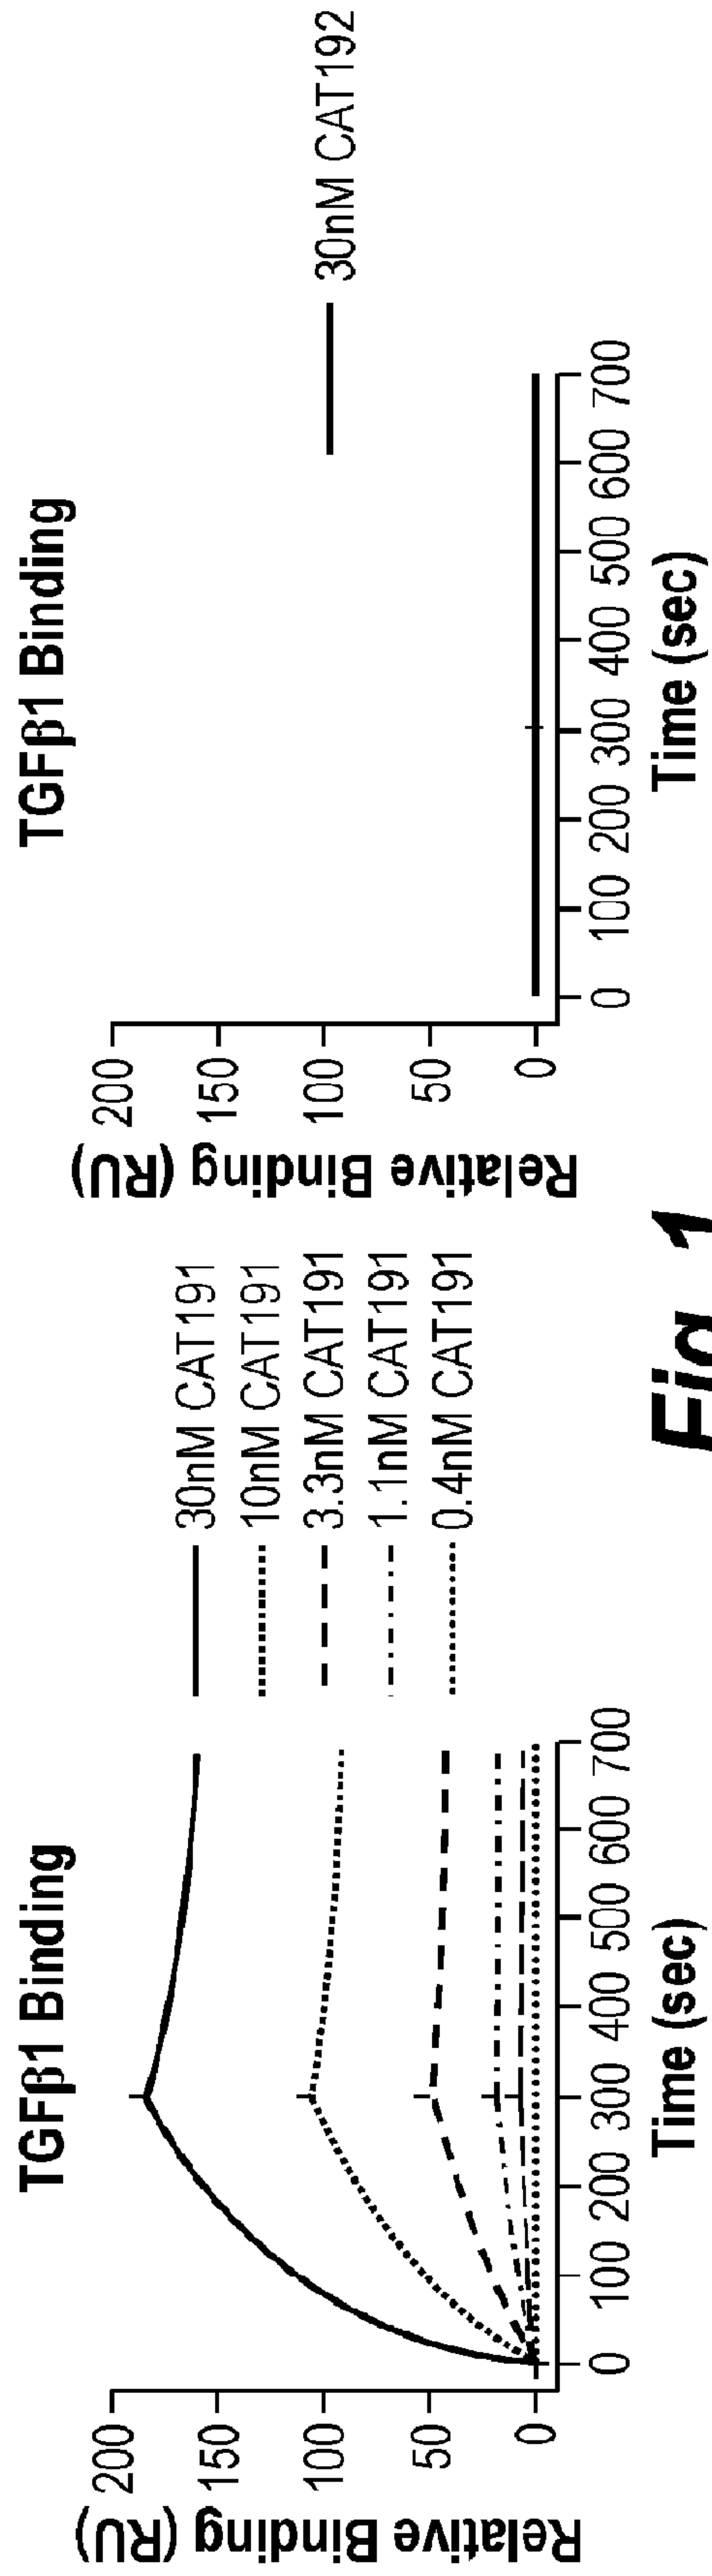 TGFβ1 Binding
Relative Binding (RU)
200
150
100
50
0
0 100 200 300 400 500 600 700
Time (sec)
30nM CAT191
10nM CAT191
3.3nM CAT191
1.1nM CAT191
0.4nM CAT191
TGFβ1 Binding
Relative Binding (RU)
200
150
100
50
0
0 100 200 300 400 500 600 700
Time (sec)
30nM CAT192
Fig. 1